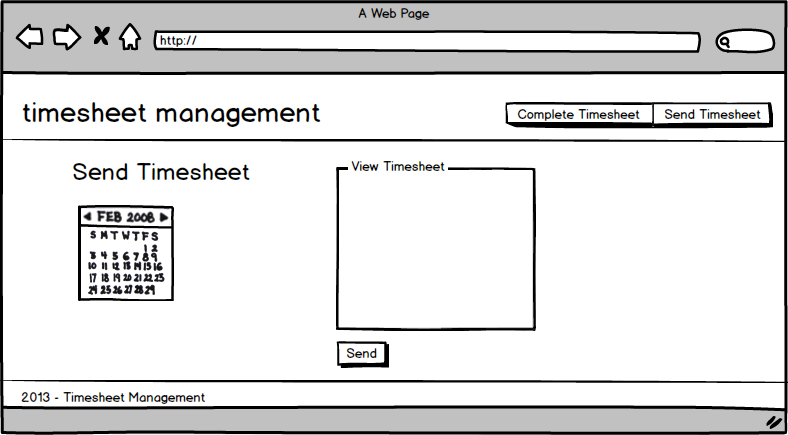 A Web Page
http://
timesheet management
Complete Timesheet Send Timesheet
Send Timesheet
View Timesheet
FEB 2008
S M T W T F S
1 2
3 4 5 6 7 8 9
10 11 12 13 14 15 16
17 18 19 20 21 22 23
24 25 26 27 28 29
Send
2013 - Timesheet Management